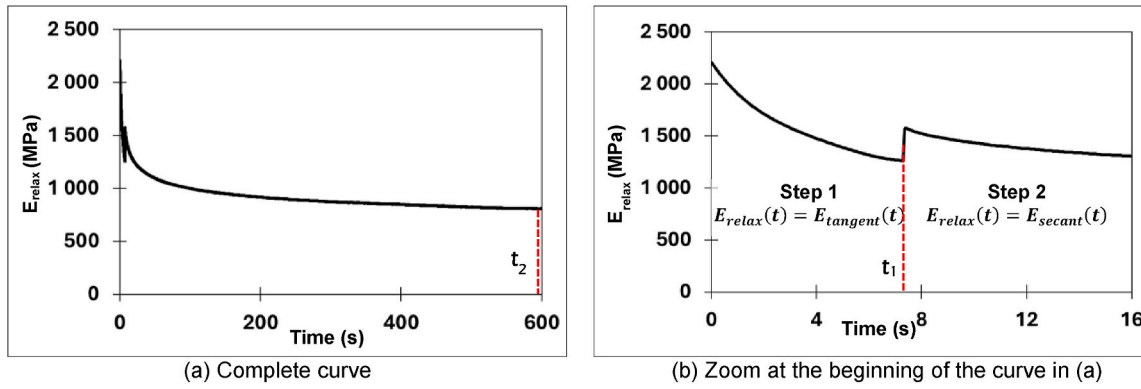 2 500
2 000
1 500
1 000
500
0
E_relax (MPa)
t₂
0
200
400
600
Time (s)
(a) Complete curve
2 500
2 000
1 500
1 000
500
0
E_relax (MPa)
Step 1
E_relax(t) = E_tangent(t)
Step 2
E_relax(t) = E_secant(t)
t₁
0
4
8
12
16
Time (s)
(b) Zoom at the beginning of the curve in (a)